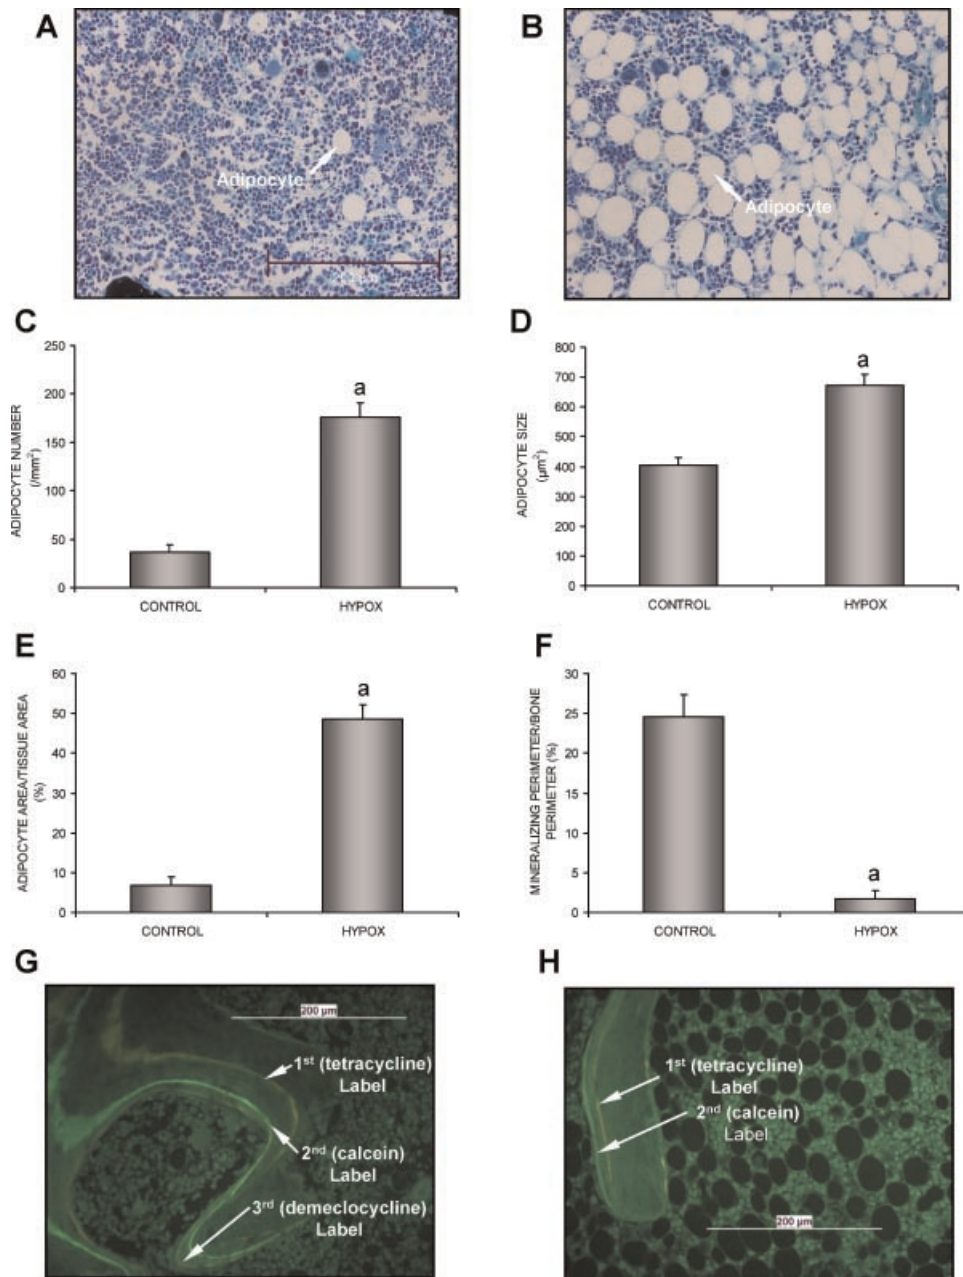 A
B
Adipocyte
Adipocyte
C
D
ADIPOCYTE NUMBER
(/mm²)
250
200
150
100
50
0
a
CONTROL
HYPOX
ADIPOCYTE SIZE
(µm²)
800
700
600
500
400
300
200
100
0
a
CONTROL
HYPOX
E
F
ADIPOCYTE AREA/TISSUE AREA
(%)
60
50
40
30
20
10
0
a
CONTROL
HYPOX
MINERALIZING PERIMETER/BONE
PERIMETER (%)
30
25
20
15
10
5
0
a
CONTROL
HYPOX
G
H
200 µm
1st (tetracycline)
Label
2nd (calcein)
Label
3rd (demeclocycline)
Label
1st (tetracycline)
Label
2nd (calcein)
Label
200 µm